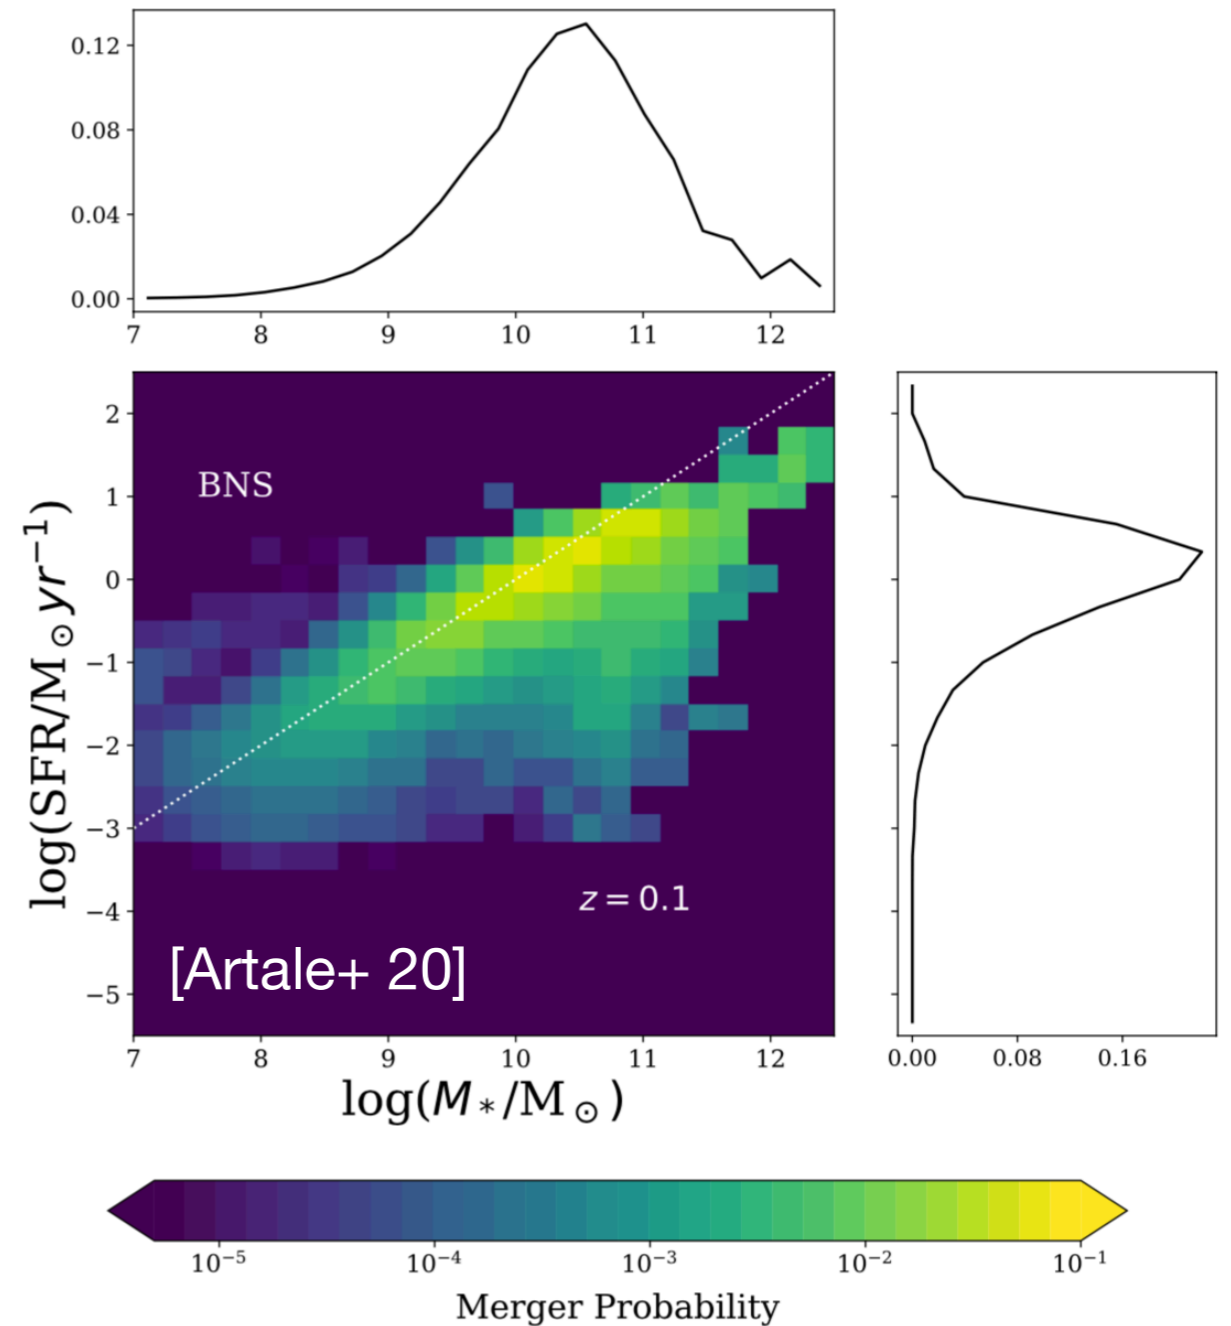 0.12
0.08
0.04
0.00
7 8 9 10 11 12
BNS
z = 0.1
[Artale+ 20]
log(SFR/M⊙yr−1)
2
1
0
−1
−2
−3
−4
−5
7 8 9 10 11 12
log(M*/M⊙)
0.00 0.08 0.16
10−5 10−4 10−3 10−2 10−1
Merger Probability